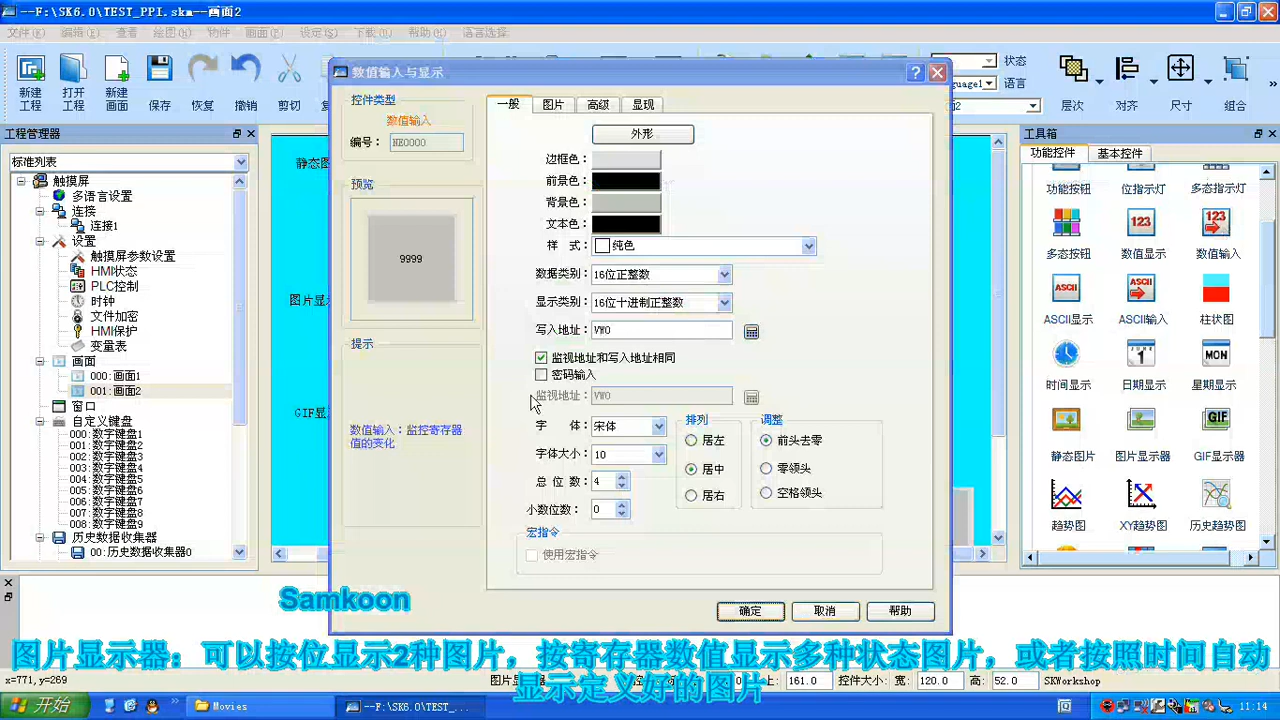 --F:\SK6.0\TEST_PPI.skm--画面2
文件(F) 编辑(E) 查看 绘图(H) 物件 画面(P) 设定(S) 下载(D) 帮助(H) 语言选择
新建工程 打开工程 新建画面 保存 恢复 撤销 剪切
状态
语言
层次 对齐 尺寸 组合
工程管理器
标准列表
触摸屏
多语言设置
连接
连接1
设置
触摸屏参数设置
HMI状态
PLC控制
时钟
文件加密
HMI保护
变量表
画面
000:画面1
001:画面2
窗口
自定义键盘
000:数字键盘1
001:数字键盘2
002:数字键盘3
003:数字键盘4
004:数字键盘5
005:数字键盘6
006:数字键盘7
007:数字键盘8
008:数字键盘9
历史数据收集器
00:历史数据收集器0
静态图
图片显示
GIF显
数值输入与显示
控件类型
数值输入
编号： NE0000
预览
9999
提示
数值输入：监控寄存器
值的变化
一般 图片 高级 显现
外形
边框色：
前景色：
背景色：
文本色：
样 式： 纯色
数据类别： 16位正整数
显示类别： 16位十进制正整数
写入地址： VW0
监视地址和写入地址相同
密码输入
监视地址： VW0
字 体： 宋体
字体大小： 10
总 位 数： 4
小数位数： 0
排列
居左
居中
居右
调整
前头去零
零领头
空格领头
宏指令
使用宏指令
确定 取消 帮助
工具箱
功能控件 基本控件
功能按钮 位指示灯 多态指示灯
多态按钮 数值显示 数值输入
ASCII显示 ASCII输入 柱状图
时间显示 日期显示 星期显示
静态图片 图片显示器 GIF显示器
趋势图 XY趋势图 历史趋势图
Samkoon
图片显示器：可以按位显示2种图片，按寄存器数值显示多种状态图片，或者按照时间自动
显示定义好的图片
x=771, y=269
161.0 控件大小: 宽: 120.0 高: 52.0 SKWorkshop
开始 Movies --F:\SK6.0\TEST_... 11:14